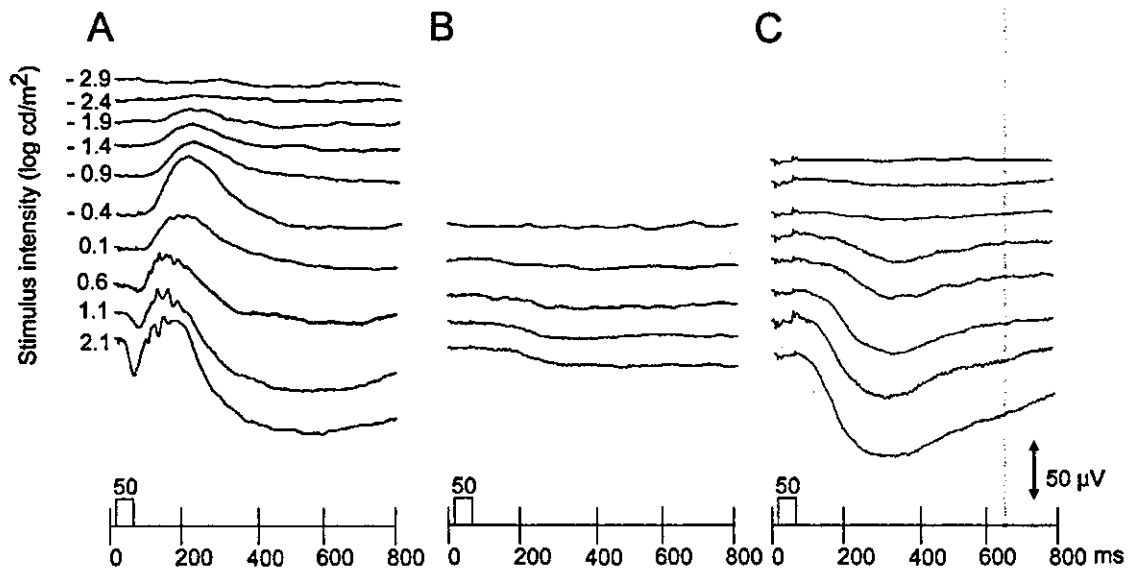 A
B
C
Stimulus intensity (log cd/m²)
- 2.9
- 2.4
- 1.9
- 1.4
- 0.9
- 0.4
0.1
0.6
1.1
2.1
50 µV
50
50
50
0 200 400 600 800
0 200 400 600 800
0 200 400 600 800 ms